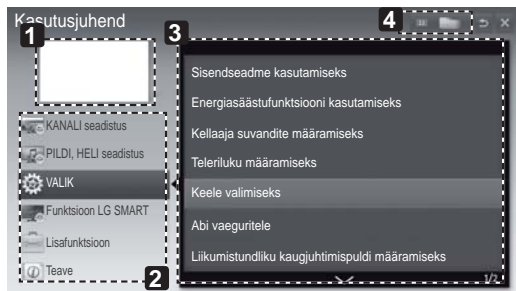 Kasutusjuhend
1
3
4
Sisendseadme kasutamiseks
Energiasäästufunktsiooni kasutamiseks
Kellaaja suvandite määramiseks
Teleriluku määramiseks
Keele valimiseks
Abi vaeguritele
Liikumistundliku kaugjuhtimispuldi määramiseks
1/2
KANALI seadistus
PILDI, HELI seadistus
VALIK
Funktsioon LG SMART
Lisafunktsioon
Teave
2